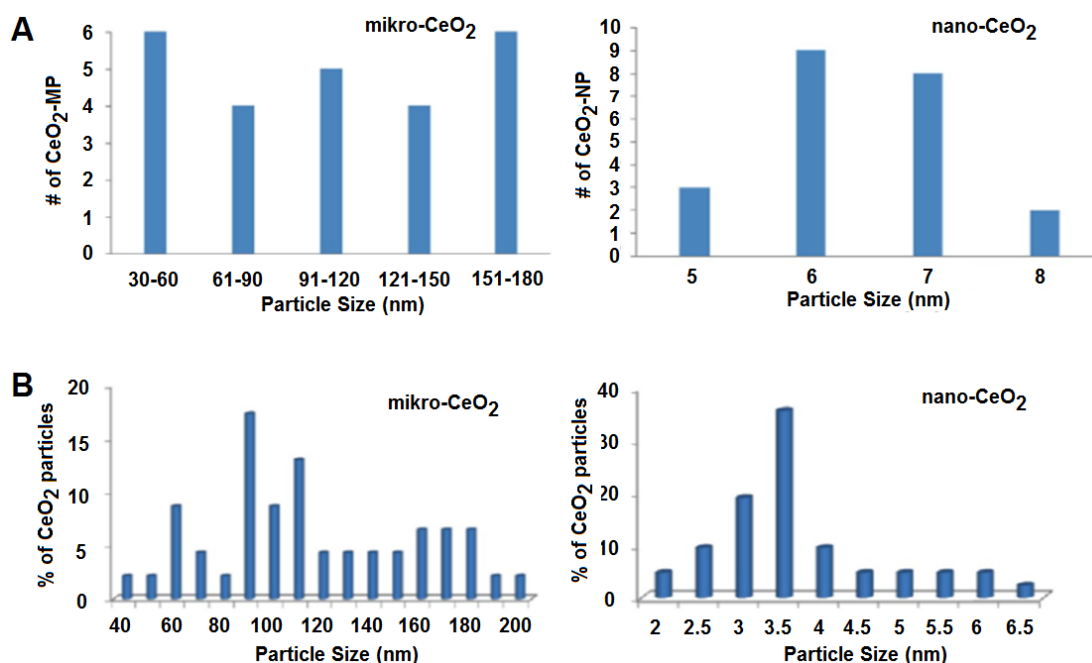 A
mikro-CeO2
# of CeO2-MP
6
5
4
3
2
1
0
30-60 61-90 91-120 121-150 151-180
Particle Size (nm)
nano-CeO2
# of CeO2-NP
10
9
8
7
6
5
4
3
2
1
0
5 6 7 8
Particle Size (nm)
B
mikro-CeO2
% of CeO2 particles
20
15
10
5
0
40 60 80 100 120 140 160 180 200
Particle Size (nm)
nano-CeO2
% of CeO2 particles
40
30
20
10
0
2 2.5 3 3.5 4 4.5 5 5.5 6 6.5
Particle Size (nm)